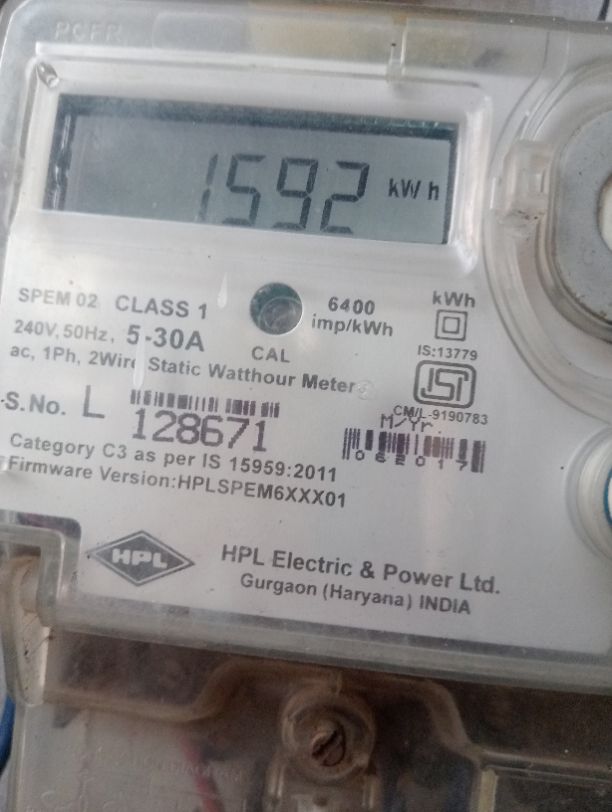 1592 kWh
SPEM 02 CLASS 1
6400
imp/kWh
kWh
240V, 50Hz, 5-30A
CAL
IS:13779
ac, 1Ph, 2Wire Static Watthour Meter
ISI
CM/L-9190783
S.No. L 128671
M/Yr.
062017
Category C3 as per IS 15959:2011
Firmware Version:HPLSPEM6XXX01
HPL
HPL Electric & Power Ltd.
Gurgaon (Haryana) INDIA